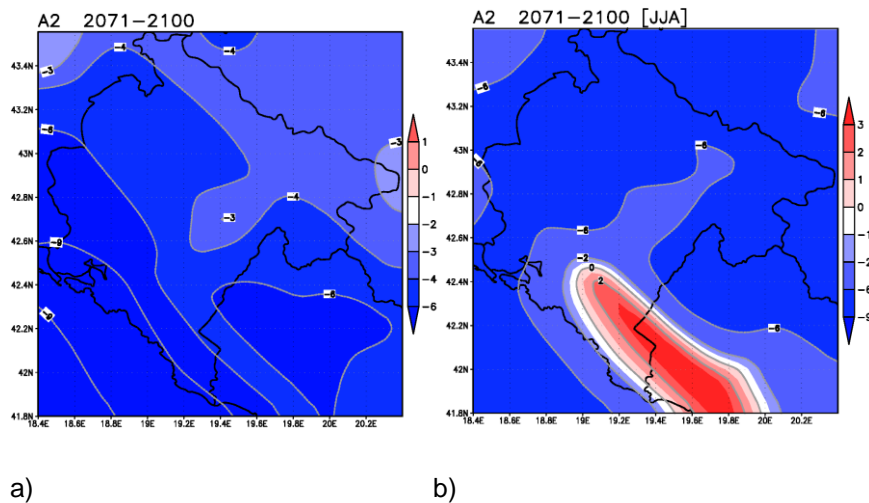 A2 2071-2100
A2 2071-2100 [JJA]
43.4N
43.2N
43N
42.8N
42.6N
42.4N
42.2N
42N
41.8N
18.4E 18.6E 18.8E 19E 19.2E 19.4E 19.6E 19.8E 20E 20.2E
-3
-4
-4
-6
-3
-4
-3
-9
-6
-9
1
0
-1
-2
-3
-4
-6
43.4N
43.2N
43N
42.8N
42.6N
42.4N
42.2N
42N
41.8N
18.4E 18.6E 18.8E 19E 19.2E 19.4E 19.6E 19.8E 20E 20.2E
-6
-6
-6
-6
-6
-2
0
2
-6
3
2
1
0
-1
-2
-6
-9
a)
b)